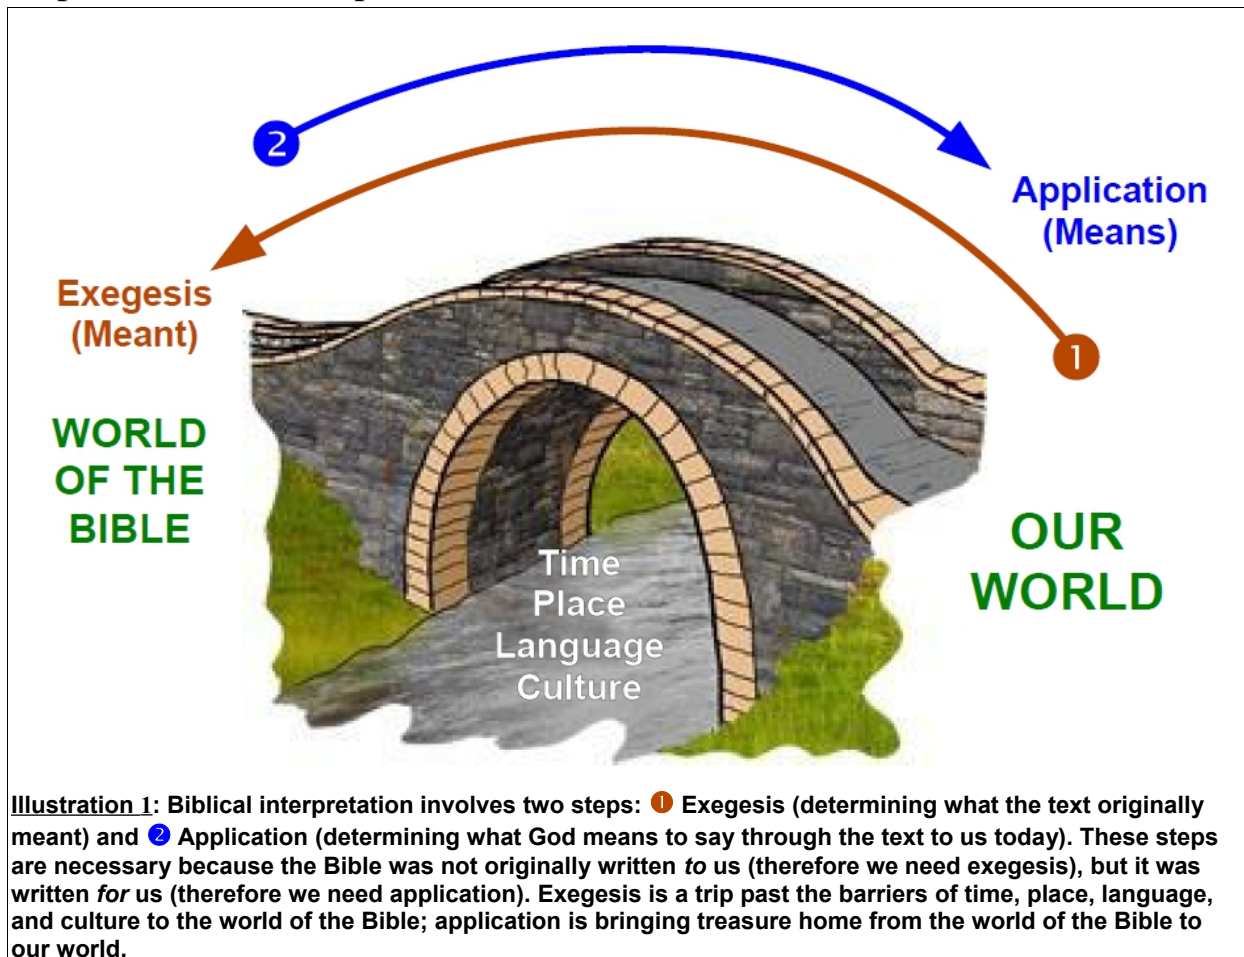 2
Application
(Means)
Exegesis
(Meant)
1
WORLD
OF THE
BIBLE
OUR
WORLD
Time
Place
Language
Culture
Illustration 1: Biblical interpretation involves two steps: ❶ Exegesis (determining what the text originally
meant) and ❷ Application (determining what God means to say through the text to us today). These steps
are necessary because the Bible was not originally written to us (therefore we need exegesis), but it was
written for us (therefore we need application). Exegesis is a trip past the barriers of time, place, language,
and culture to the world of the Bible; application is bringing treasure home from the world of the Bible to
our world.